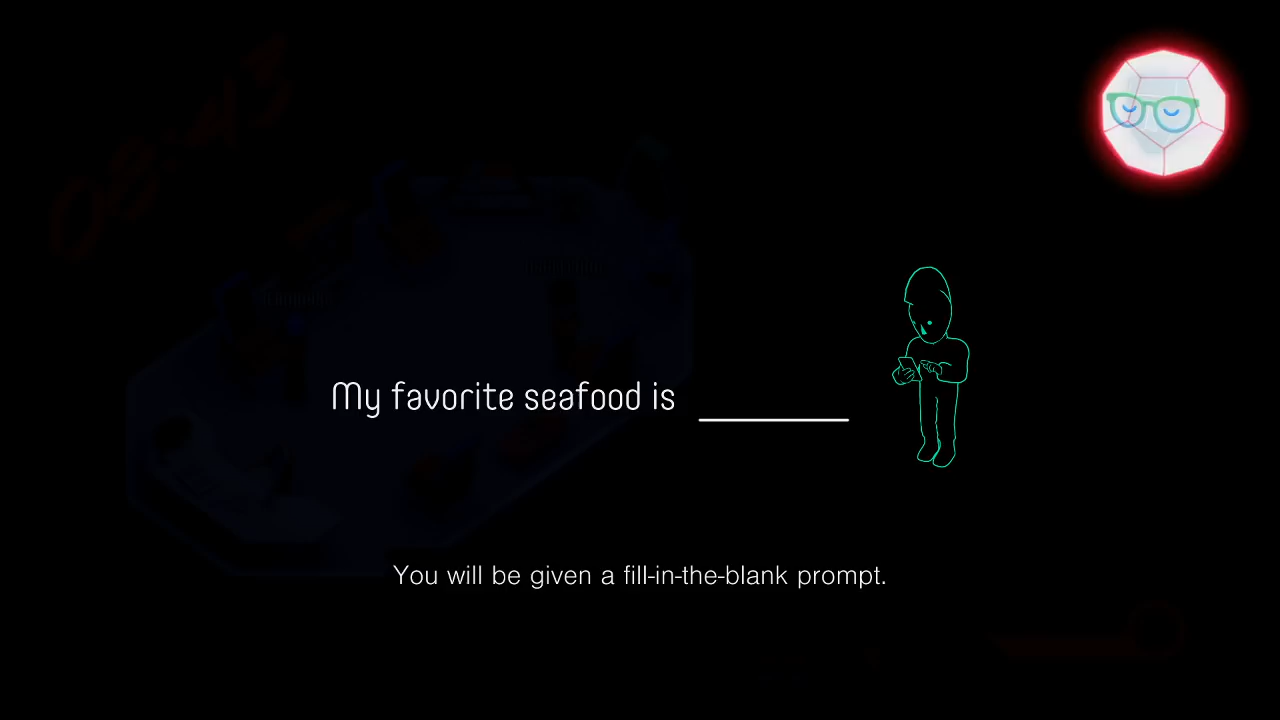 My favorite seafood is ________
You will be given a fill-in-the-blank prompt.